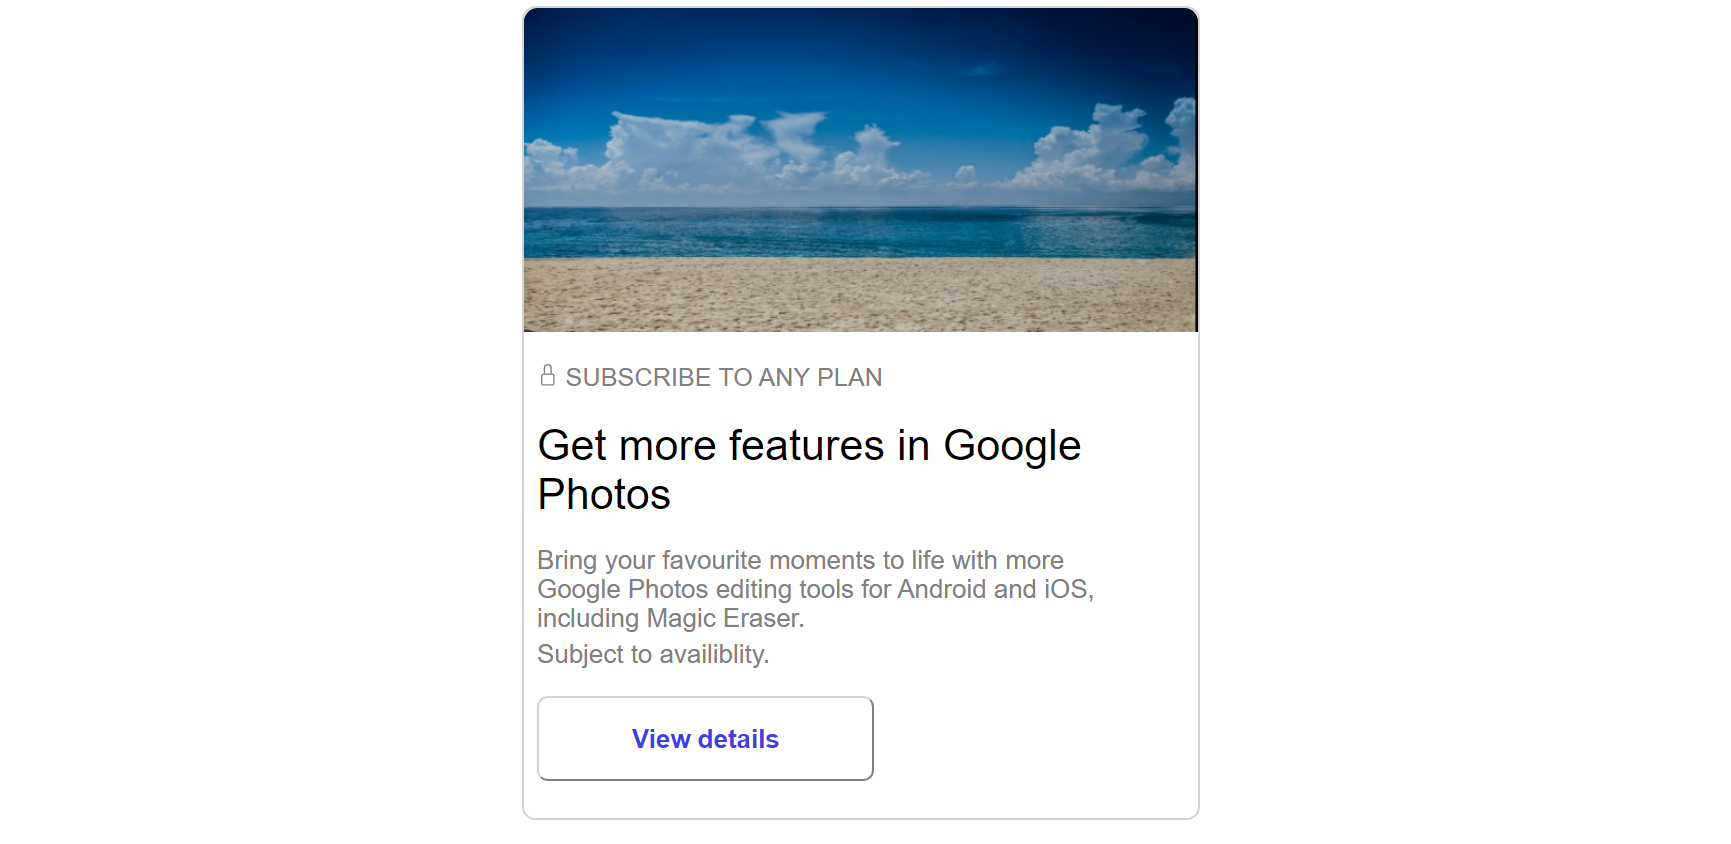 SUBSCRIBE TO ANY PLAN
Get more features in Google
Photos
Bring your favourite moments to life with more
Google Photos editing tools for Android and iOS,
including Magic Eraser.
Subject to availiblity.
View details